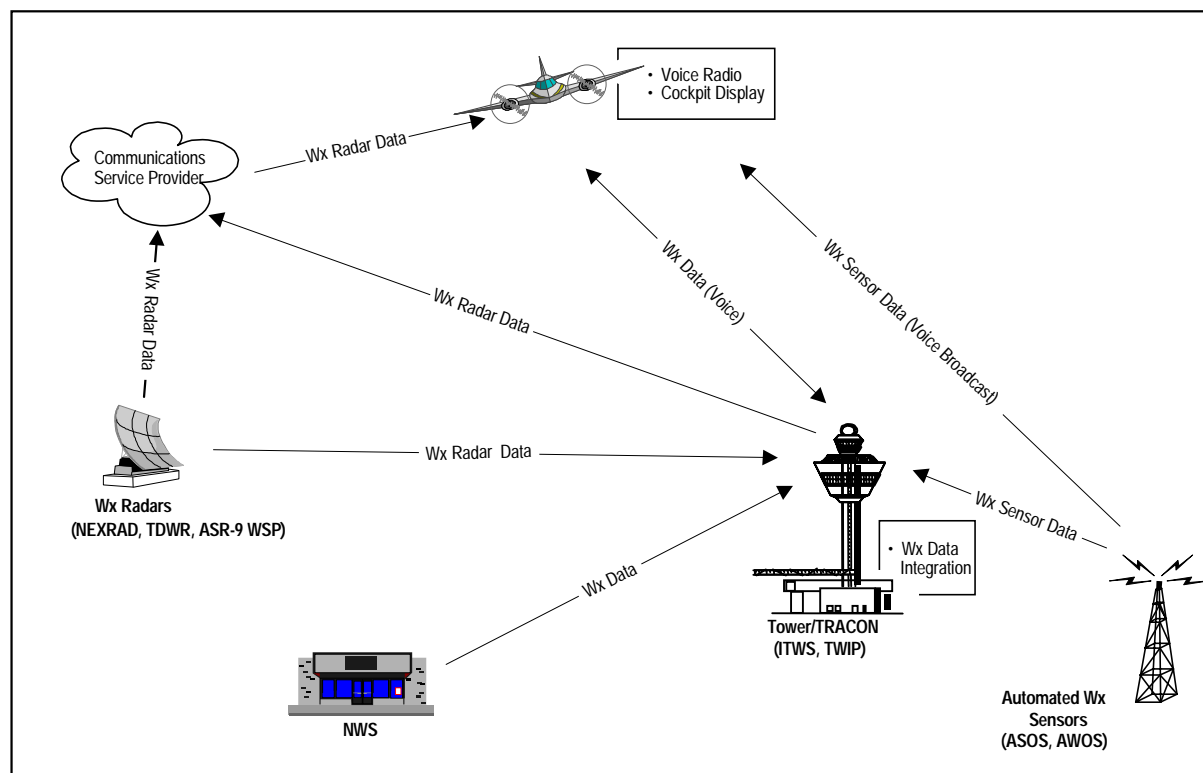 • Voice Radio
• Cockpit Display
Communications
Service Provider
Wx Radar Data
Wx Radar Data
Wx Radar Data
Wx Data (Voice)
Wx Sensor Data (Voice Broadcast)
Wx Radar Data
Wx Radars
(NEXRAD, TDWR, ASR-9 WSP)
Wx Sensor Data
• Wx Data
Integration
Wx Data
Tower/TRACON
(ITWS, TWIP)
NWS
Automated Wx
Sensors
(ASOS, AWOS)